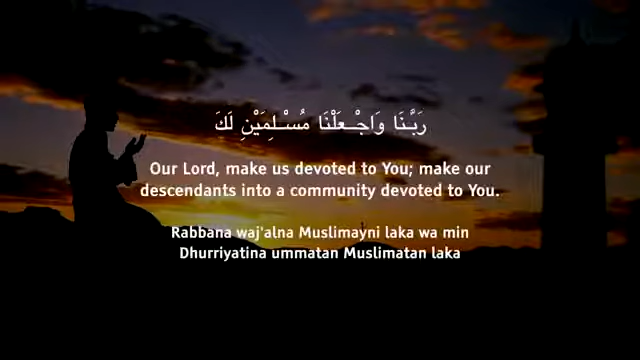 رَبَّنَا وَاجْعَلْنَا مُسْلِمَيْنِ لَكَ
Our Lord, make us devoted to You; make our
descendants into a community devoted to You.
Rabbana waj'alna Muslimayni laka wa min
Dhurriyatina ummatan Muslimatan laka